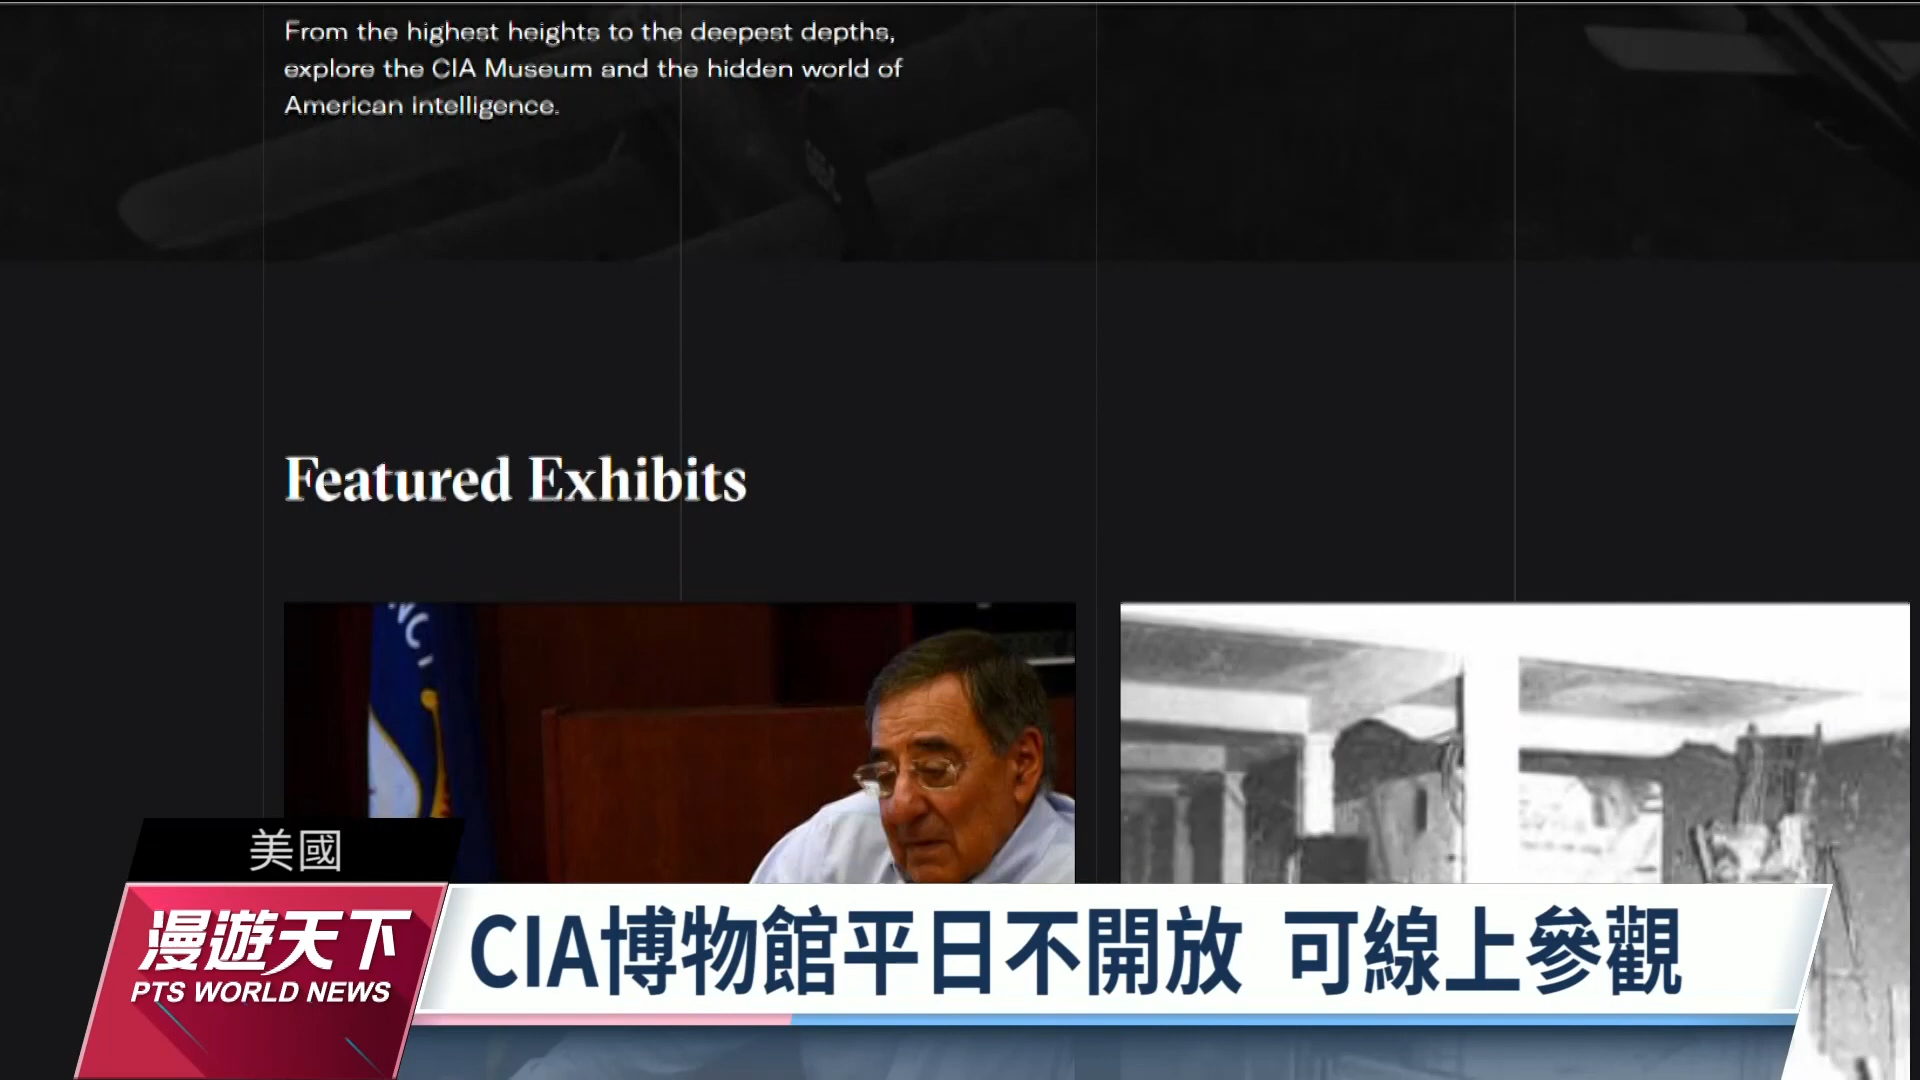 From the highest heights to the deepest depths,
explore the CIA Museum and the hidden world of
American intelligence.
Featured Exhibits
美國
漫遊天下
PTS WORLD NEWS
CIA博物館平日不開放 可線上參觀